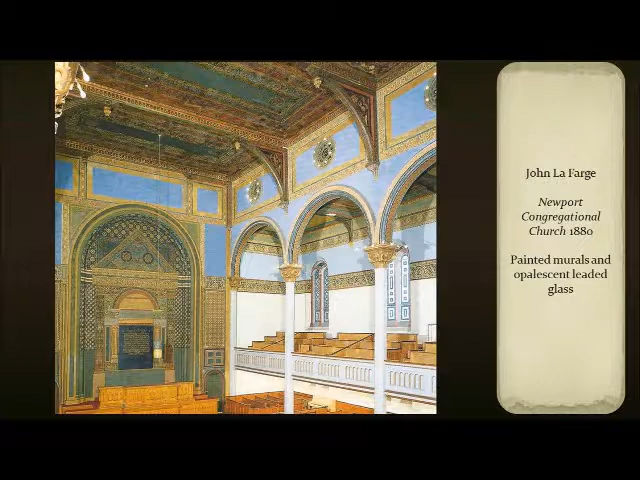 John La Farge
Newport
Congregational
Church 1880
Painted murals and
opalescent leaded
glass